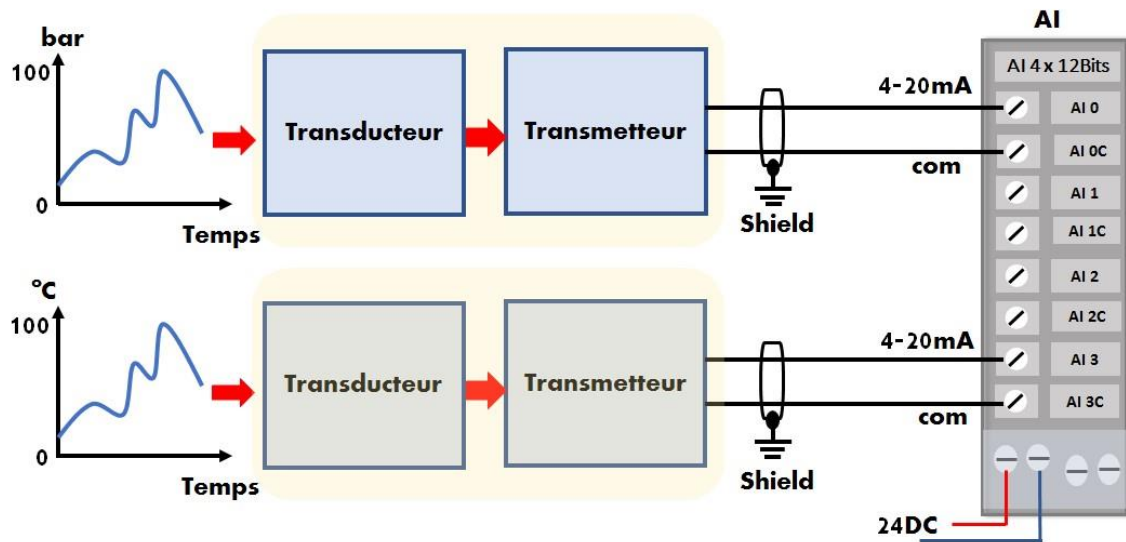 bar
100
0
Temps
Transducteur
Transmetteur
4-20mA
com
Shield
°C
100
0
Temps
Transducteur
Transmetteur
4-20mA
com
Shield
AI
AI 4 x 12Bits
AI 0
AI 0C
AI 1
AI 1C
AI 2
AI 2C
AI 3
AI 3C
24DC